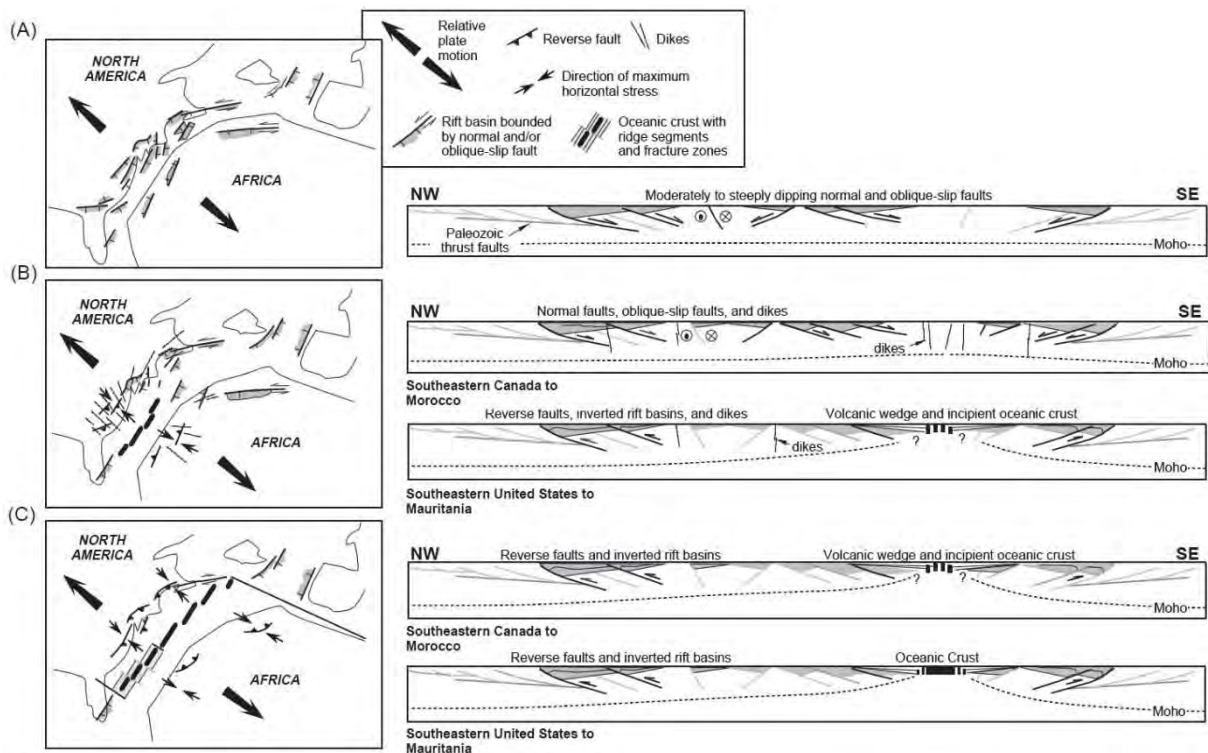 (A)
NORTH
AMERICA
AFRICA
Relative
plate
motion
Reverse fault
Dikes
Direction of maximum
horizontal stress
Rift basin bounded
by normal and/or
oblique-slip fault
Oceanic crust with
ridge segments
and fracture zones
NW
SE
Moderately to steeply dipping normal and oblique-slip faults
Paleozoic
thrust faults
Moho
(B)
NORTH
AMERICA
AFRICA
NW
SE
Normal faults, oblique-slip faults, and dikes
dikes
Moho
Southeastern Canada to
Morocco
Reverse faults, inverted rift basins, and dikes
Volcanic wedge and incipient oceanic crust
dikes
?
?
Moho
Southeastern United States to
Mauritania
(C)
NORTH
AMERICA
AFRICA
NW
SE
Reverse faults and inverted rift basins
Volcanic wedge and incipient oceanic crust
?
?
Moho
Southeastern Canada to
Morocco
Reverse faults and inverted rift basins
Oceanic Crust
Moho
Southeastern United States to
Mauritania